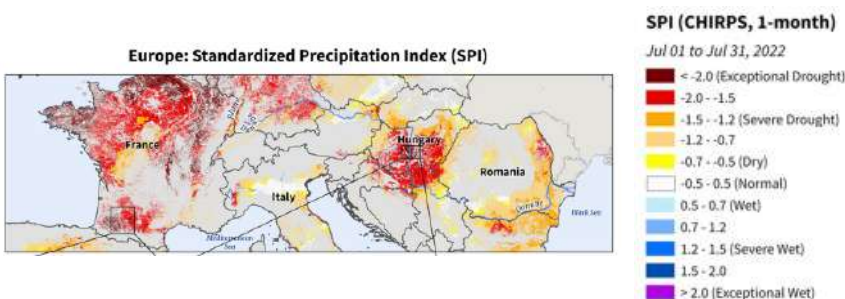 Europe: Standardized Precipitation Index (SPI)
France
Hungary
Romania
Italy
Danube
Black Sea
Mediterranean
Sea
SPI (CHIRPS, 1-month)
Jul 01 to Jul 31, 2022
< -2.0 (Exceptional Drought)
-2.0 - -1.5
-1.5 - -1.2 (Severe Drought)
-1.2 - -0.7
-0.7 - -0.5 (Dry)
-0.5 - 0.5 (Normal)
0.5 - 0.7 (Wet)
0.7 - 1.2
1.2 - 1.5 (Severe Wet)
1.5 - 2.0
> 2.0 (Exceptional Wet)